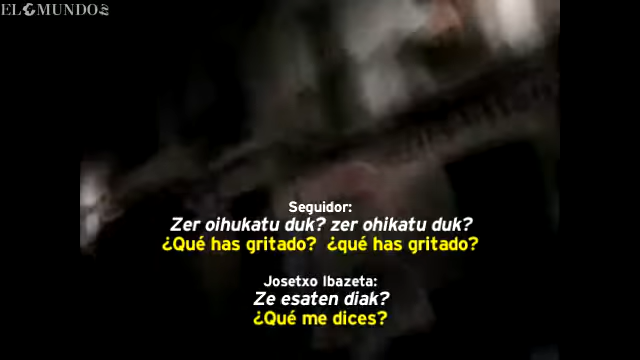 EL MUNDO.es
Seguidor:
Zer oihukatu duk? zer ohikatu duk?
¿Qué has gritado? ¿qué has gritado?
Josetxo Ibazeta:
Ze esaten diak?
¿Qué me dices?